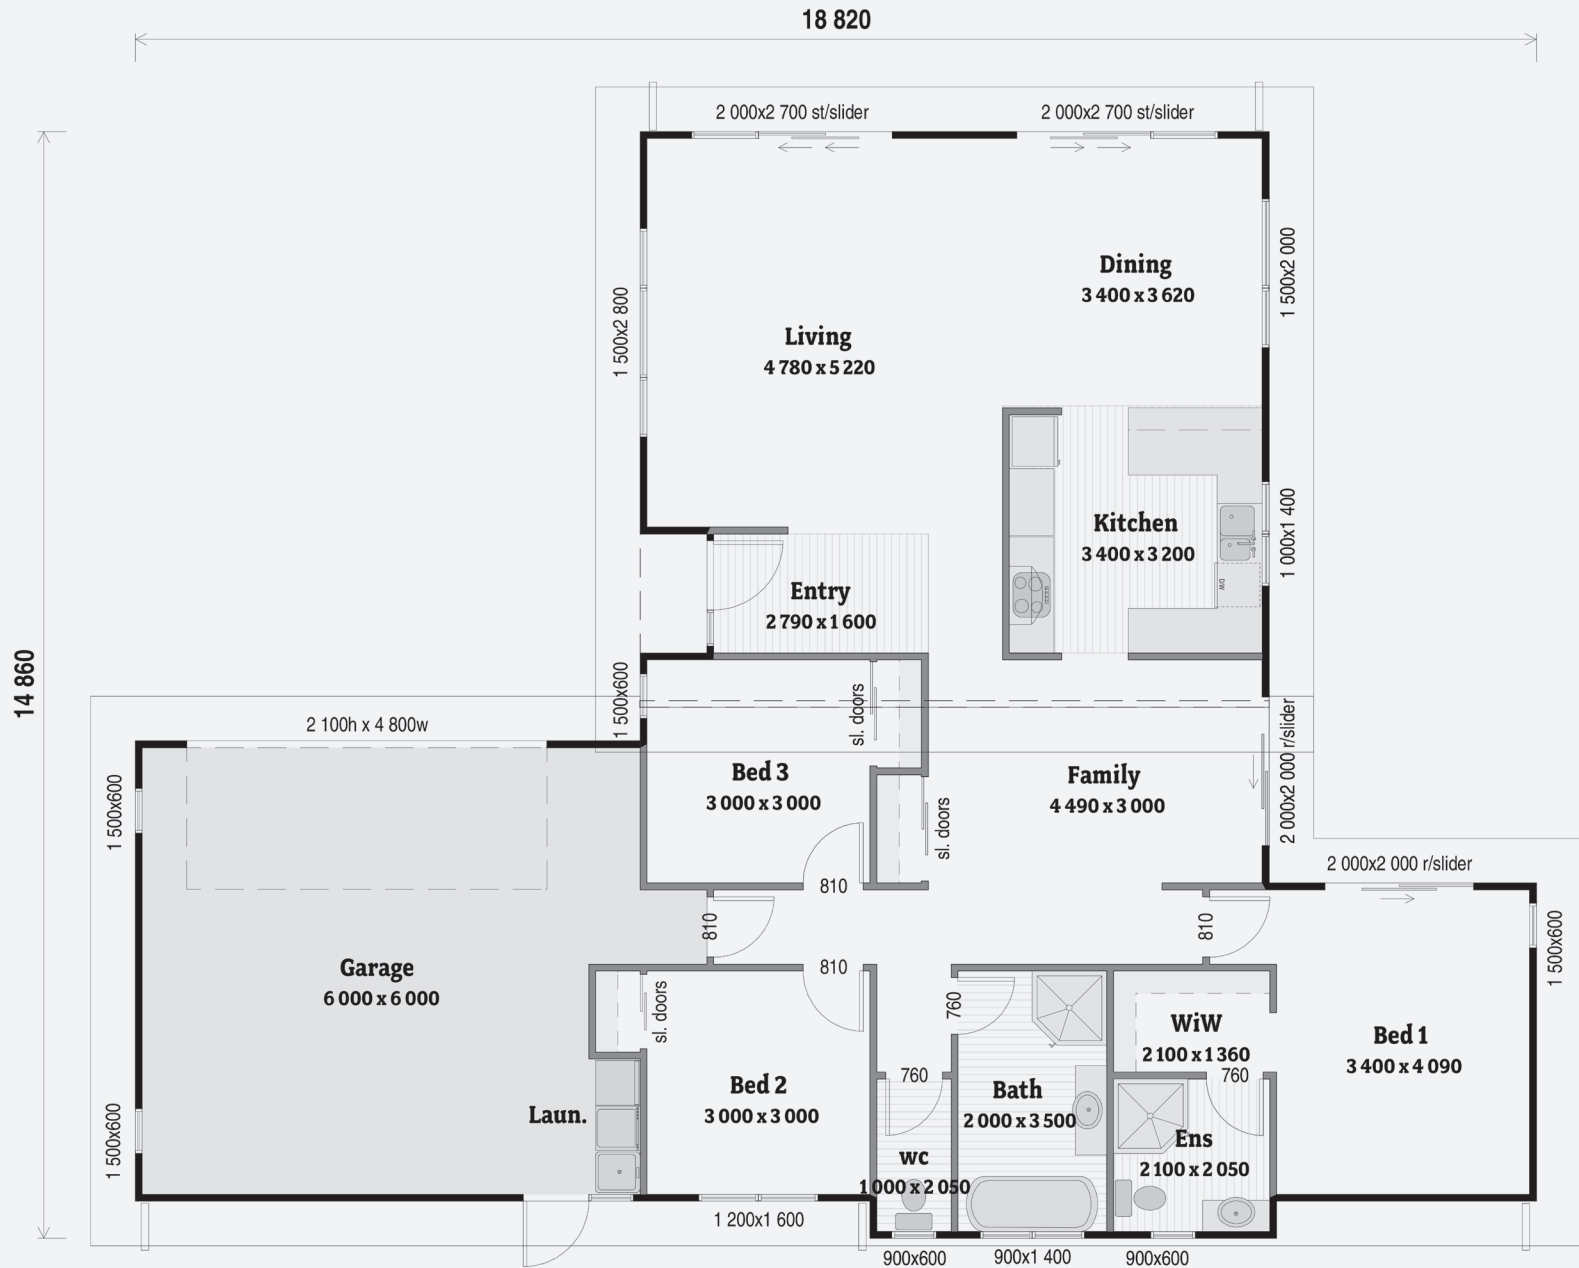 18 820
2 000x2 700 st/slider
2 000x2 700 st/slider
14 860
1 500x2 800
1 500x2 000
Dining
3 400 x 3 620
Living
4 780 x 5 220
Kitchen
3 400 x 3 200
D/W
1 000x1 400
Entry
2 790 x 1 600
1 500x600
sl. doors
2 100h x 4 800w
2 000x2 000 r/slider
Bed 3
3 000 x 3 000
Family
4 490 x 3 000
1 500x600
sl. doors
2 000x2 000 r/slider
810
810
810
810
1 500x600
Garage
6 000 x 6 000
sl. doors
760
WiW
2 100 x 1 360
Bed 1
3 400 x 4 090
760
760
Bed 2
3 000 x 3 000
Bath
2 000 x 3 500
Laun.
1 500x600
Ens
2 100 x 2 050
wc
1 000 x 2 050
1 200x1 600
900x600
900x1 400
900x600